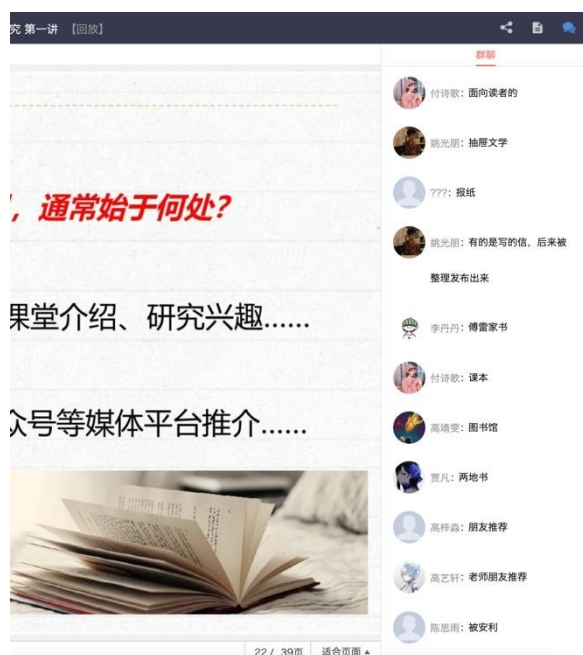 究 第一讲 【回放】
群聊
，通常始于何处？
果堂介绍、研究兴趣……
众号等媒体平台推介……
22 / 39页 适合页面
付诗歌：面向读者的
姚光朋：抽屉文学
???：报纸
姚光朋：有的是写的信，后来被
整理发布出来
李丹丹：傅雷家书
付诗歌：课本
高靖雯：图书馆
贾凡：两地书
高梓淼：朋友推荐
高艺轩：老师朋友推荐
陈思雨：被安利